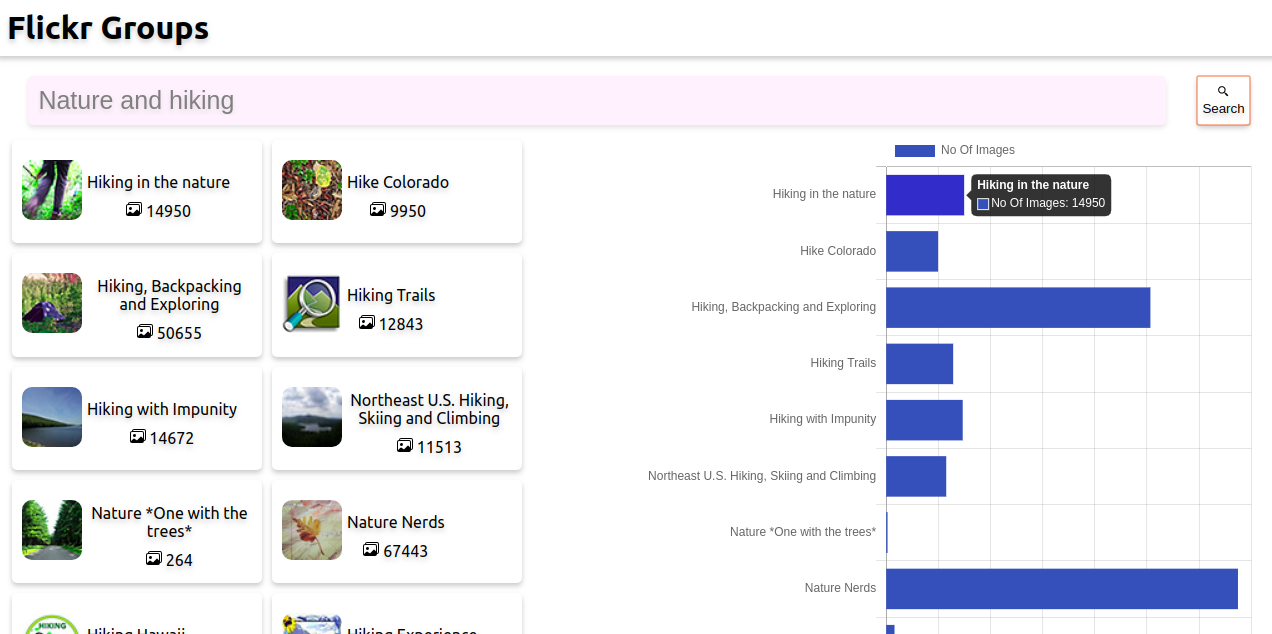 Flickr Groups
Nature and hiking
Search
Hiking in the nature
14950
Hike Colorado
9950
Hiking, Backpacking
and Exploring
50655
Hiking Trails
12843
Hiking with Impunity
14672
Northeast U.S. Hiking,
Skiing and Climbing
11513
Nature *One with the
trees*
264
Nature Nerds
67443
HIKING
Hiking Hawaii
Hiking Experience
No Of Images
Hiking in the nature
Hiking in the nature
No Of Images: 14950
Hike Colorado
Hiking, Backpacking and Exploring
Hiking Trails
Hiking with Impunity
Northeast U.S. Hiking, Skiing and Climbing
Nature *One with the trees*
Nature Nerds